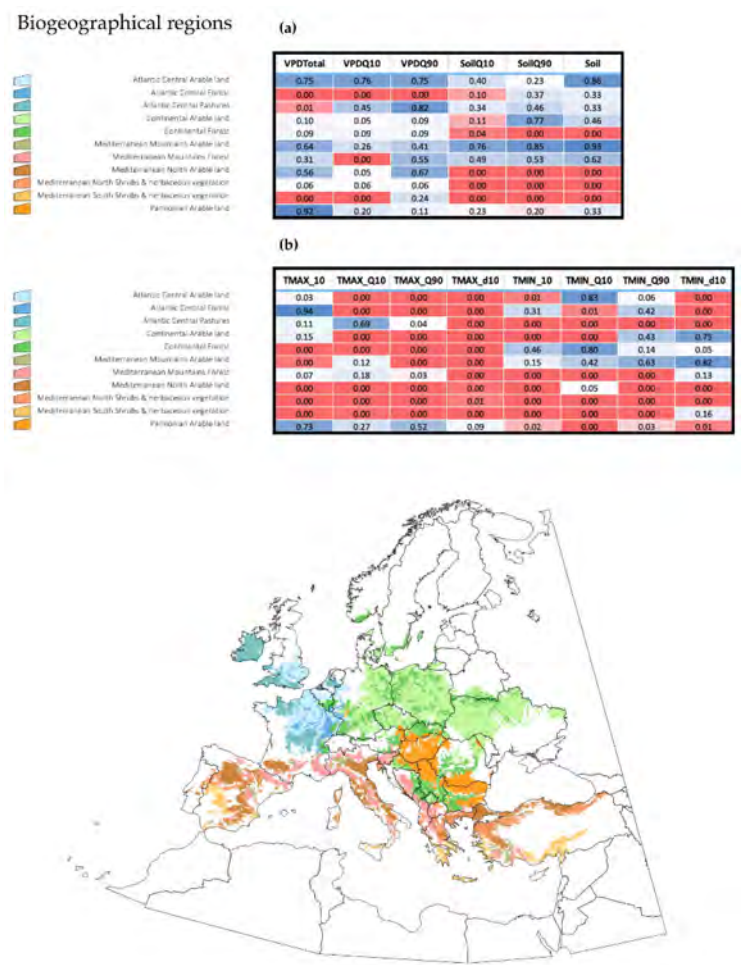 Biogeographical regions
(a)
VPDTotal VPDQ10 VPDQ90 SoilQ10 SoilQ90 Soil
Atlantic Central Arable land 0.75 0.76 0.75 0.40 0.23 0.86
Atlantic Central Forest 0.00 0.00 0.00 0.10 0.37 0.33
Atlantic Central Pastures 0.01 0.45 0.82 0.34 0.46 0.33
Continental Arable land 0.10 0.05 0.09 0.11 0.77 0.46
Continental Forest 0.09 0.09 0.09 0.04 0.00 0.00
Mediterranean Mountains Arable land 0.64 0.26 0.41 0.76 0.85 0.93
Mediterranean Mountains Forest 0.31 0.00 0.55 0.49 0.53 0.62
Mediterranean North Arable land 0.56 0.05 0.67 0.00 0.00 0.00
Mediterranean North Shrubs & herbaceous vegetation 0.06 0.06 0.06 0.00 0.00 0.00
Mediterranean South Shrubs & herbaceous vegetation 0.00 0.00 0.24 0.00 0.00 0.00
Pannonian Arable land 0.92 0.20 0.11 0.23 0.20 0.33
(b)
TMAX_10 TMAX_Q10 TMAX_Q90 TMAX_d10 TMIN_10 TMIN_Q10 TMIN_Q90 TMIN_d10
Atlantic Central Arable land 0.03 0.00 0.00 0.00 0.01 0.83 0.06 0.00
Atlantic Central Forest 0.94 0.00 0.00 0.00 0.31 0.01 0.42 0.00
Atlantic Central Pastures 0.11 0.69 0.04 0.00 0.00 0.00 0.00 0.00
Continental Arable land 0.15 0.00 0.00 0.00 0.00 0.00 0.43 0.75
Continental Forest 0.00 0.00 0.00 0.00 0.46 0.80 0.14 0.05
Mediterranean Mountains Arable land 0.00 0.12 0.00 0.00 0.15 0.42 0.63 0.82
Mediterranean Mountains Forest 0.07 0.18 0.03 0.00 0.00 0.00 0.00 0.13
Mediterranean North Arable land 0.00 0.00 0.00 0.00 0.00 0.05 0.00 0.00
Mediterranean North Shrubs & herbaceous vegetation 0.00 0.00 0.00 0.01 0.00 0.00 0.00 0.00
Mediterranean South Shrubs & herbaceous vegetation 0.00 0.00 0.00 0.00 0.00 0.00 0.00 0.16
Pannonian Arable land 0.73 0.27 0.52 0.09 0.02 0.00 0.03 0.01